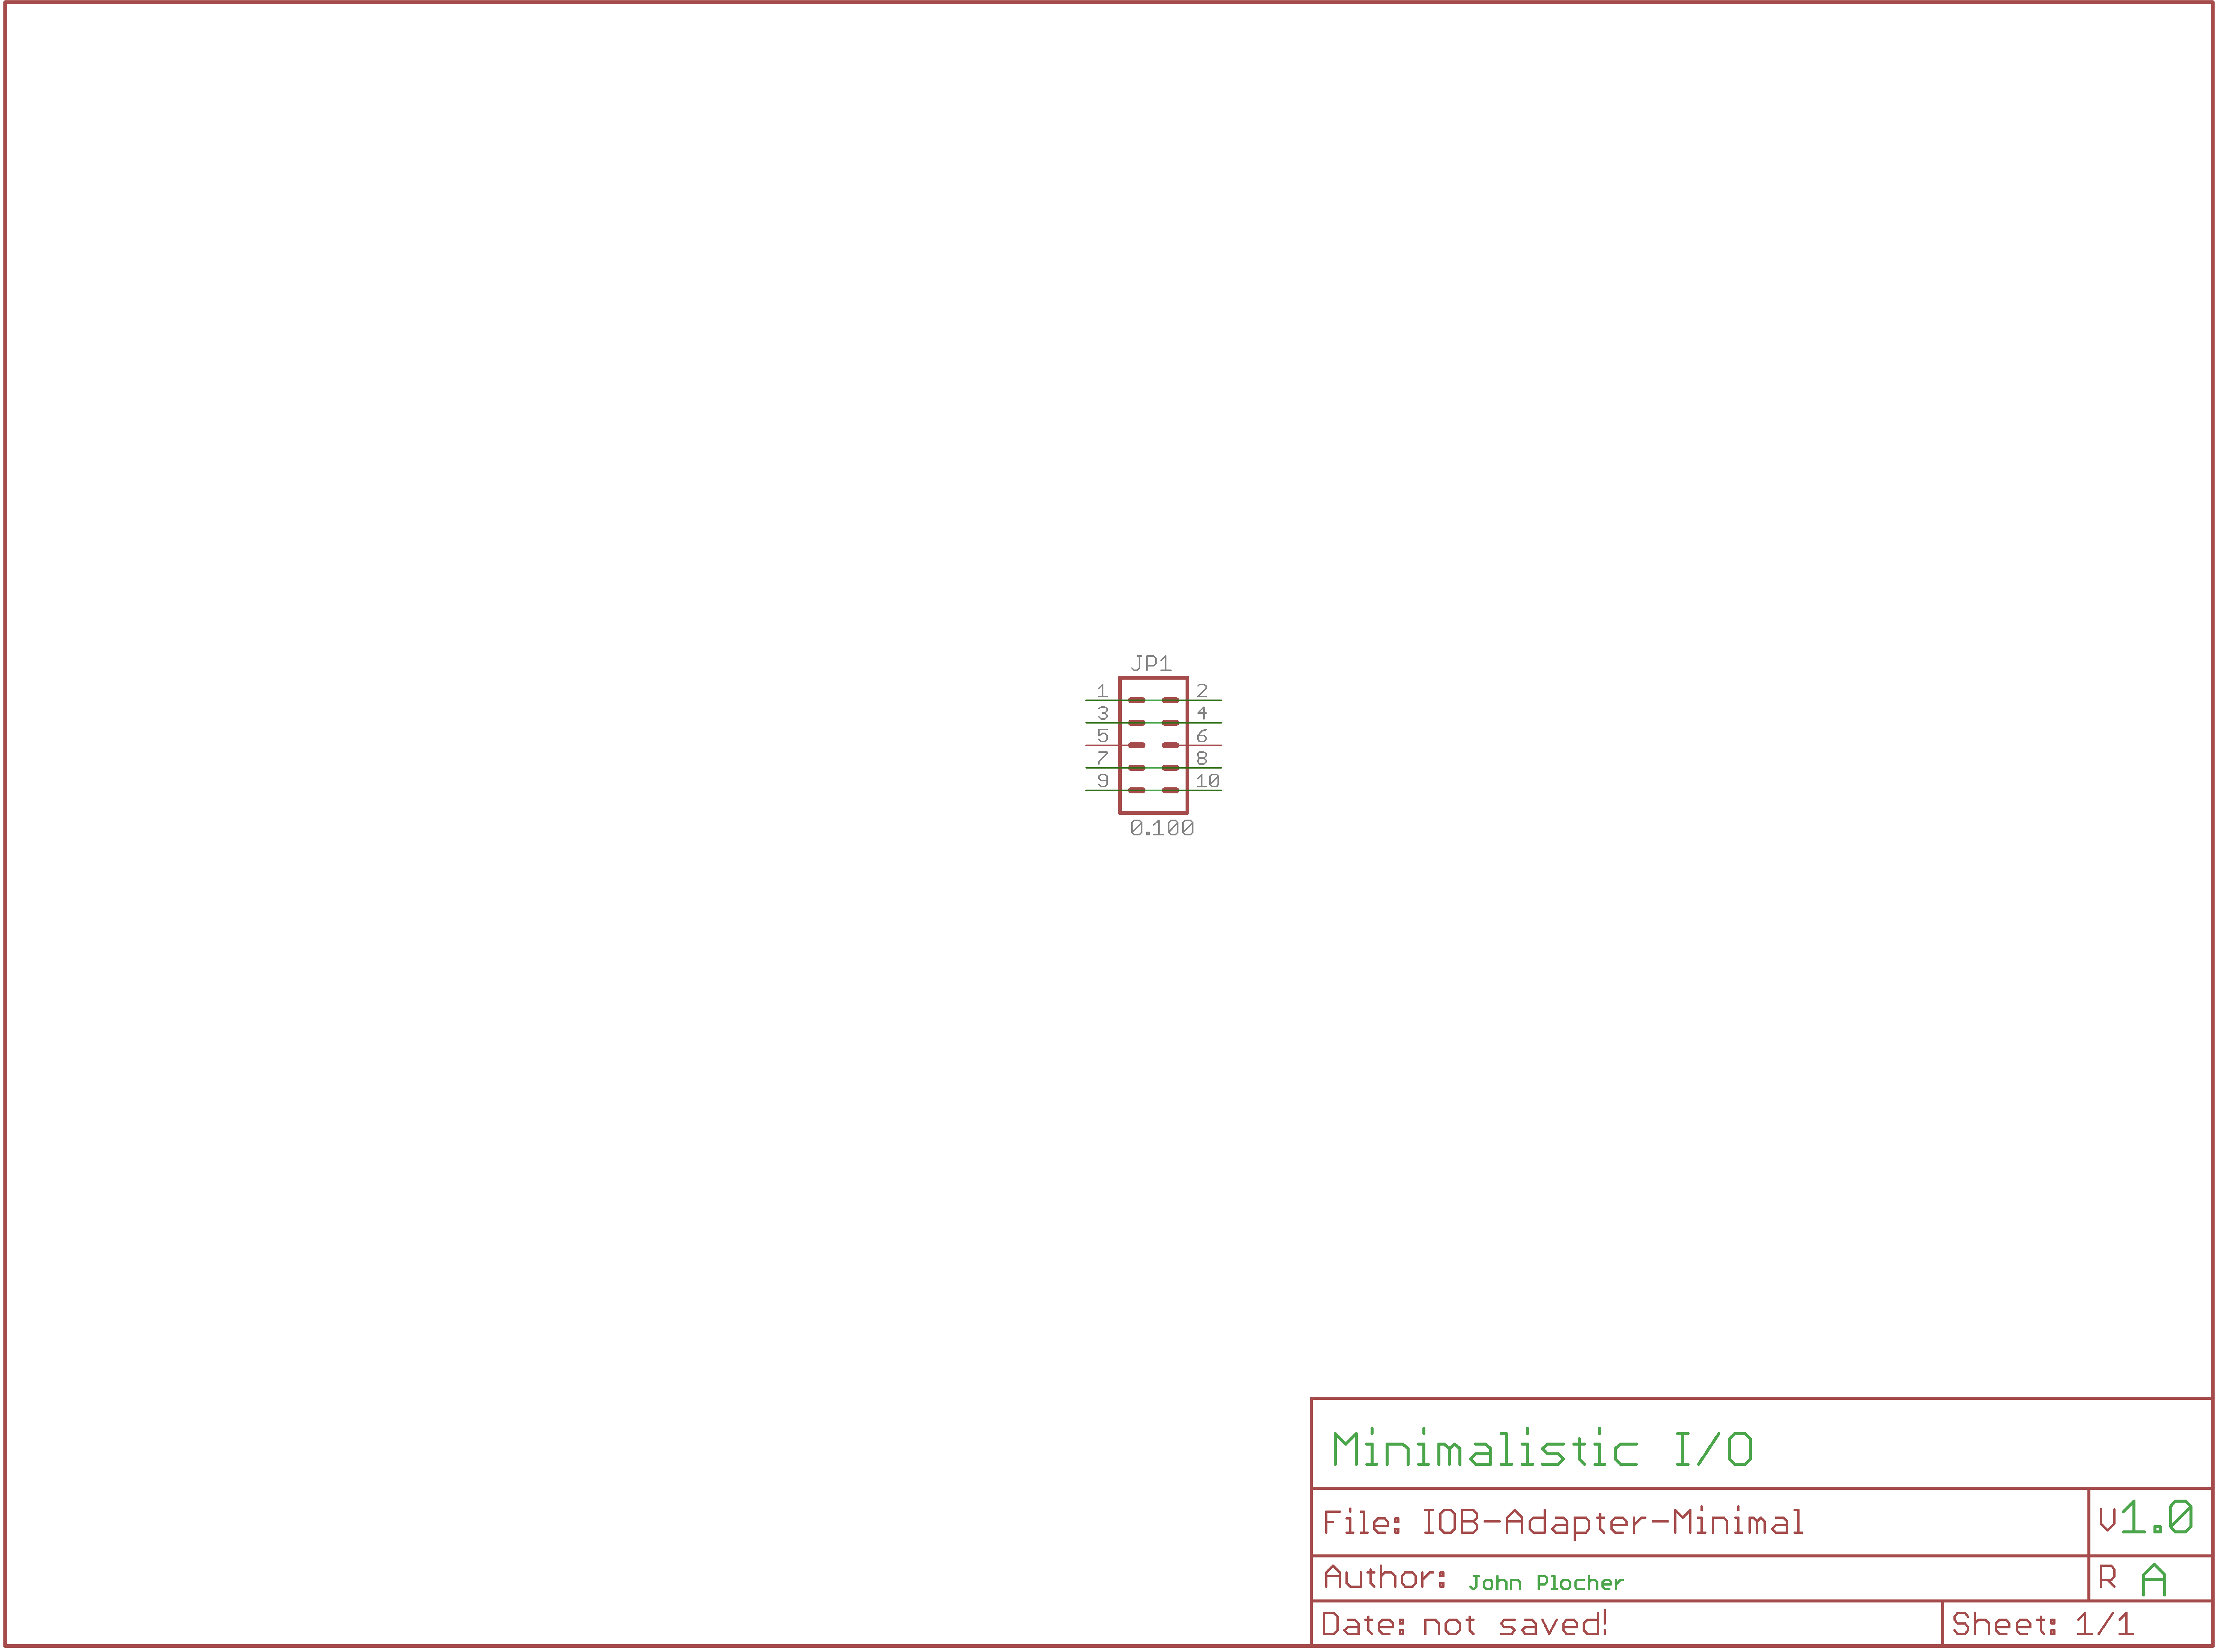 JP1
1 2
3 4
5 6
7 8
9 10
0.100
Minimalistic I/O
File: IOB-Adapter-Minimal
V 1.0
Author: John Plocher
R A
Date: not saved!
Sheet: 1/1